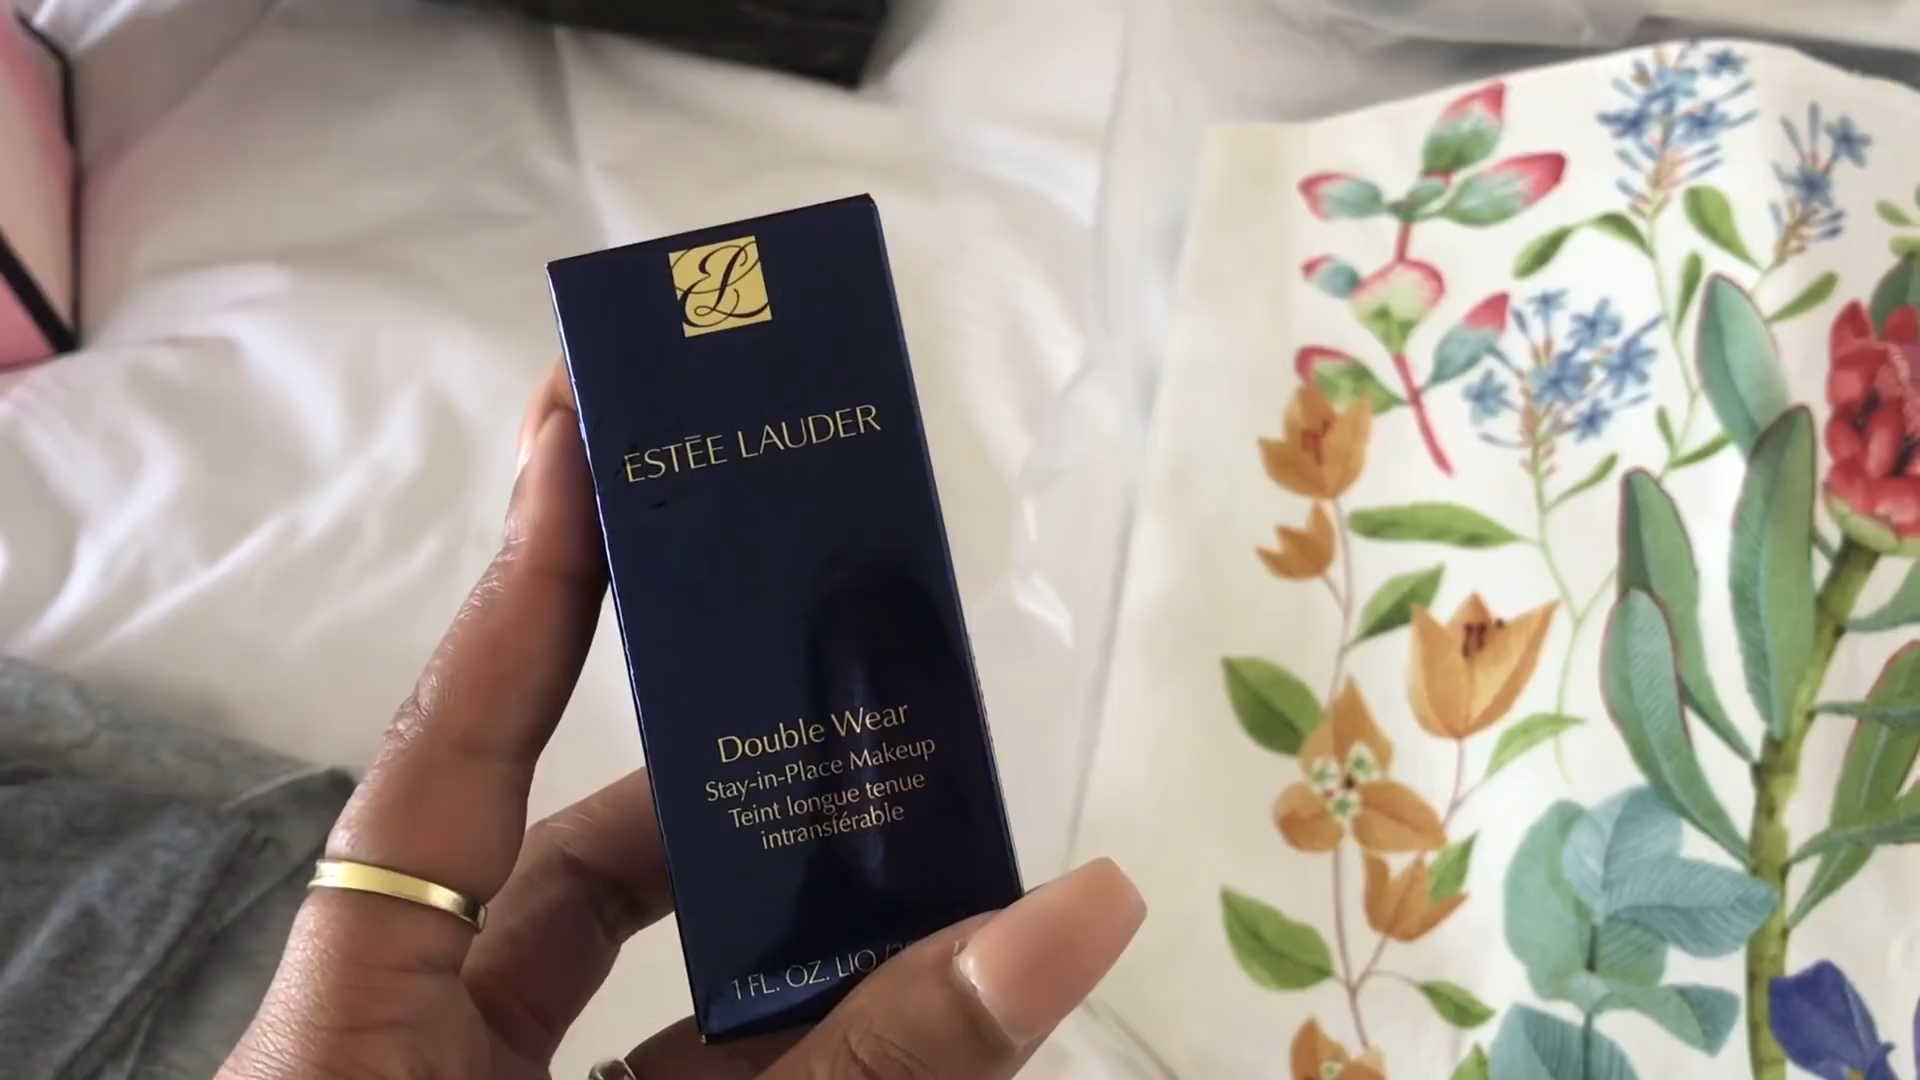 ESTĒE LAUDER
Double Wear
Stay-in-Place Makeup
Teint longue tenue
intransférable
1 FL. OZ. LIQ